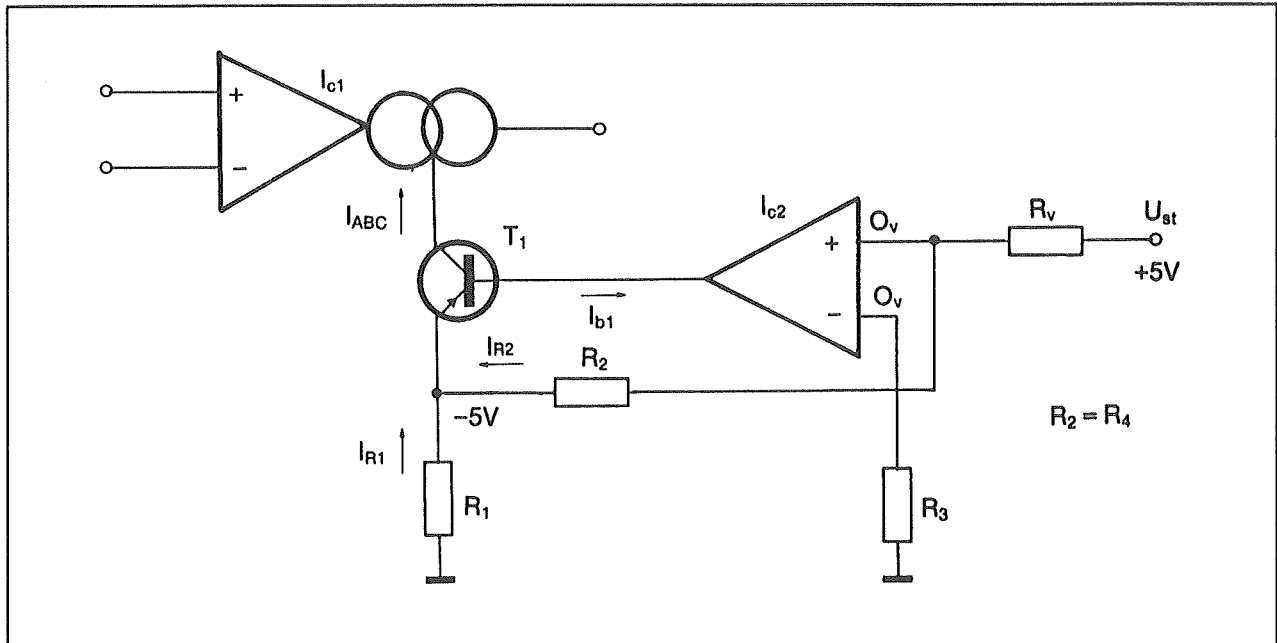 I_c1
+
−
I_ABC
T_1
I_c2
O_v
R_v
U_st
+
+5V
O_v
−
I_b1
I_R2
R_2
−5V
R_2 = R_4
I_R1
R_1
R_3